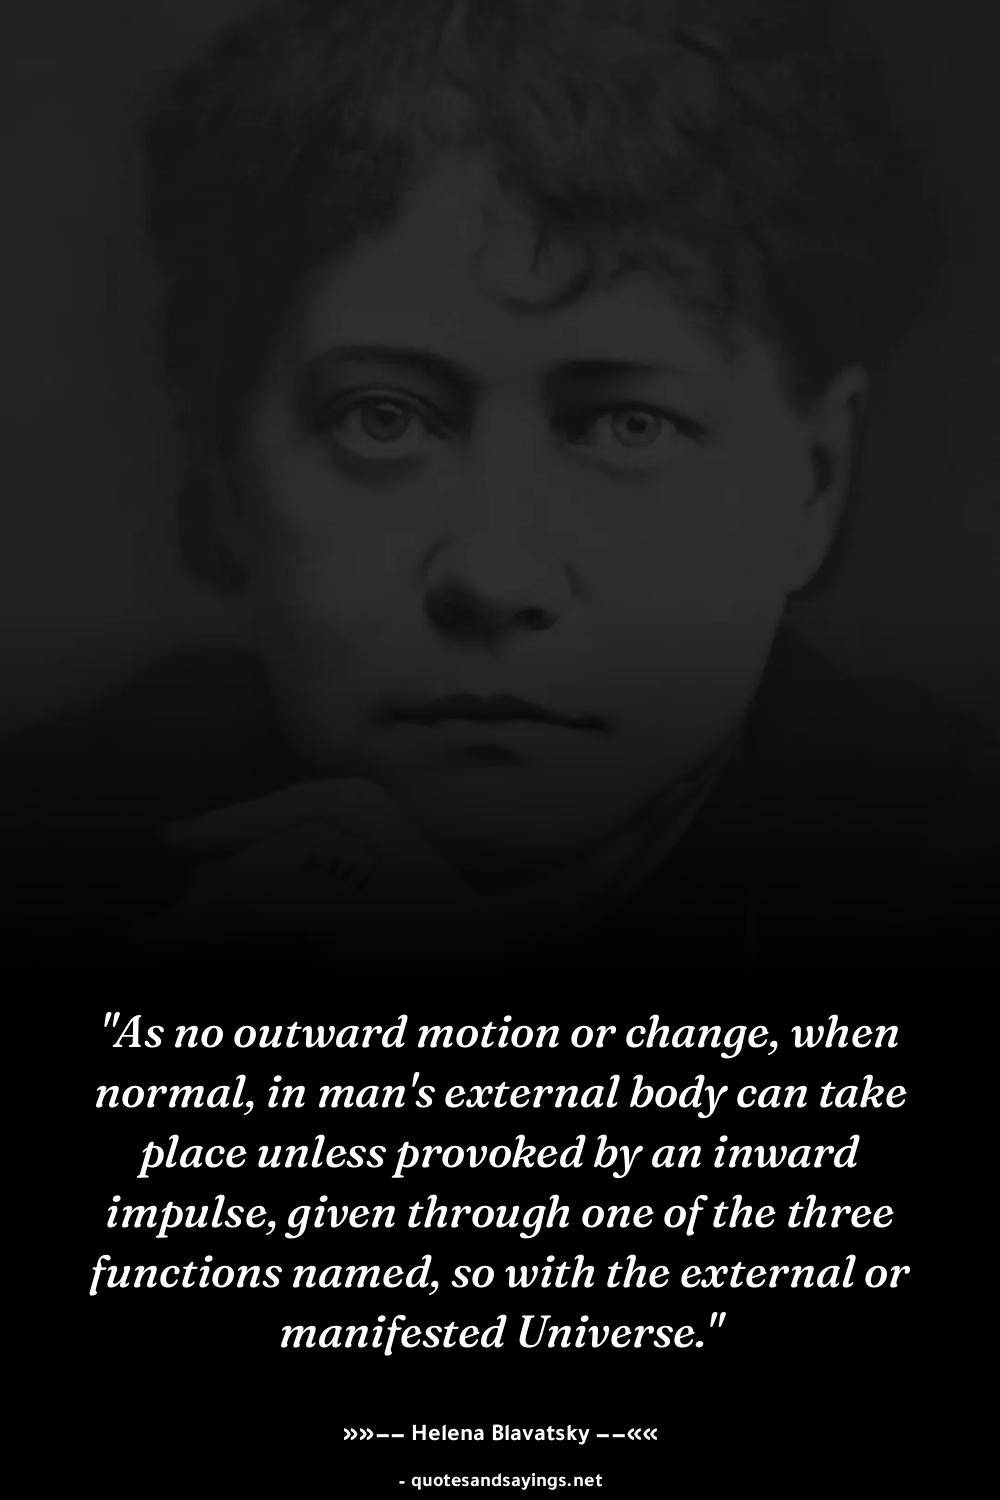 "As no outward motion or change, when
normal, in man's external body can take
place unless provoked by an inward
impulse, given through one of the three
functions named, so with the external or
manifested Universe."
»»−− Helena Blavatsky −−««
- quotesandsayings.net